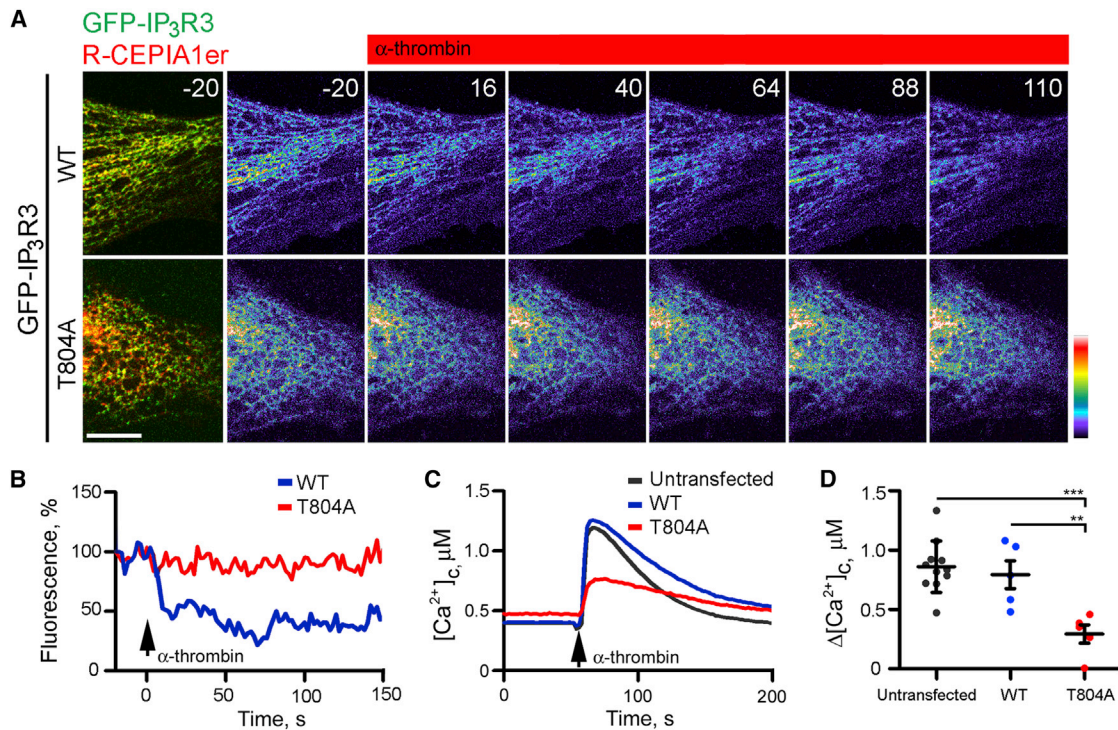 A
GFP-IP₃R3
R-CEPIA1er
α-thrombin
GFP-IP₃R3
WT
-20
-20
16
40
64
88
110
T804A
B
WT
T804A
Fluorescence, %
150
100
50
0
α-thrombin
0
50
100
150
Time, s
C
Untransfected
WT
T804A
[Ca²⁺]c, μM
1.5
1.0
0.5
0
α-thrombin
0
100
200
Time, s
D
Δ[Ca²⁺]c, μM
1.5
1.0
0.5
0
***
**
Untransfected
WT
T804A